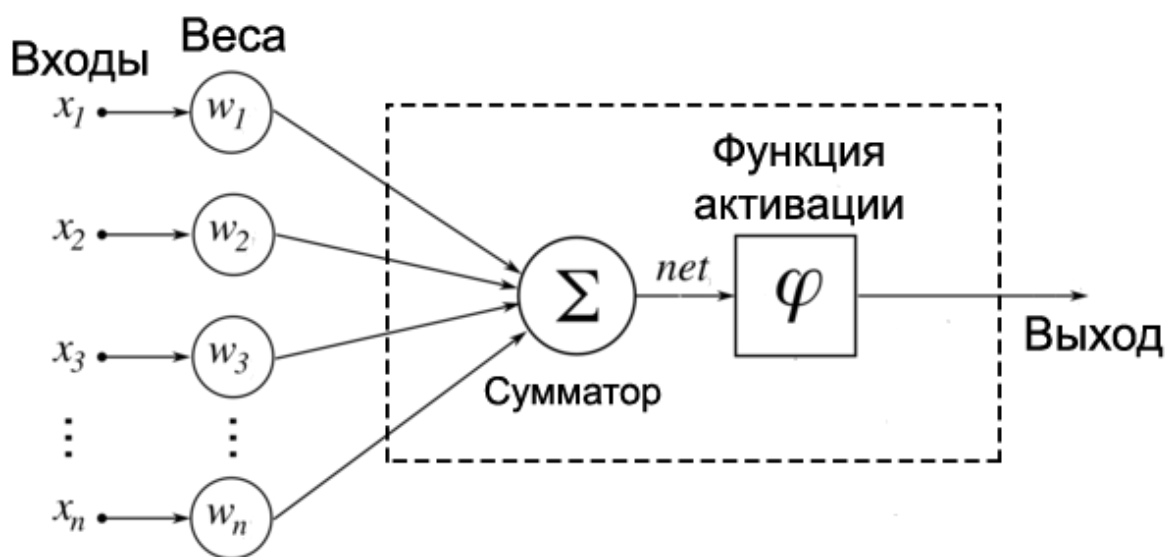 Входы
Веса
x1
w1
x2
w2
x3
w3
⋮
⋮
xn
wn
Σ
Сумматор
net
Функция
активации
φ
Выход